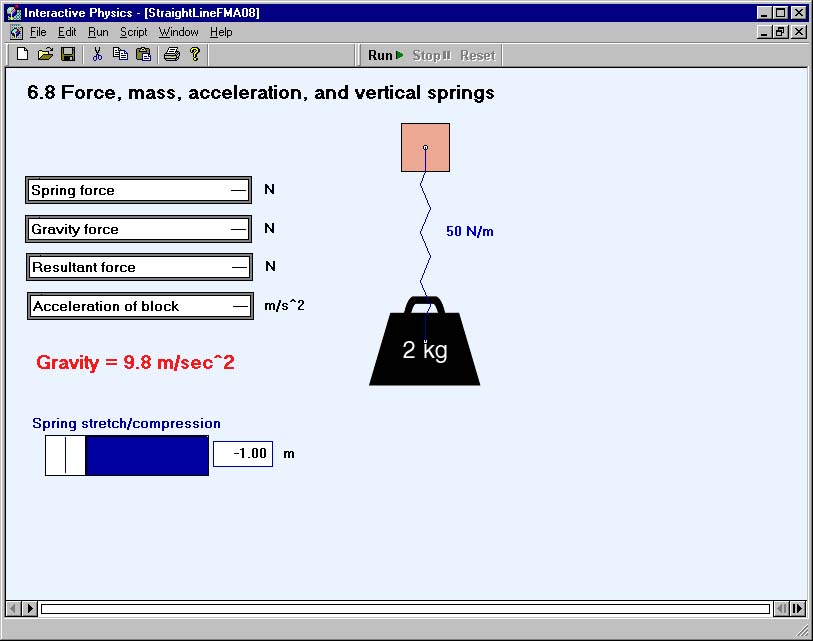 Interactive Physics - [StraightLineFMA08]
File Edit Run Script Window Help
Run Stop Reset
6.8 Force, mass, acceleration, and vertical springs
Spring force — N
Gravity force — N
50 N/m
Resultant force — N
Acceleration of block — m/s^2
2 kg
Gravity = 9.8 m/sec^2
Spring stretch/compression
-1.00 m